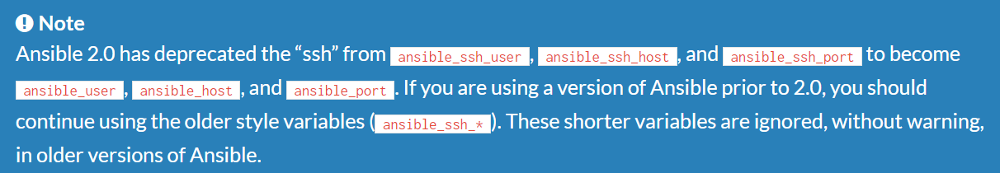 Note
Ansible 2.0 has deprecated the “ssh” from ansible_ssh_user, ansible_ssh_host, and ansible_ssh_port to become
ansible_user, ansible_host, and ansible_port. If you are using a version of Ansible prior to 2.0, you should
continue using the older style variables (ansible_ssh_*). These shorter variables are ignored, without warning,
in older versions of Ansible.